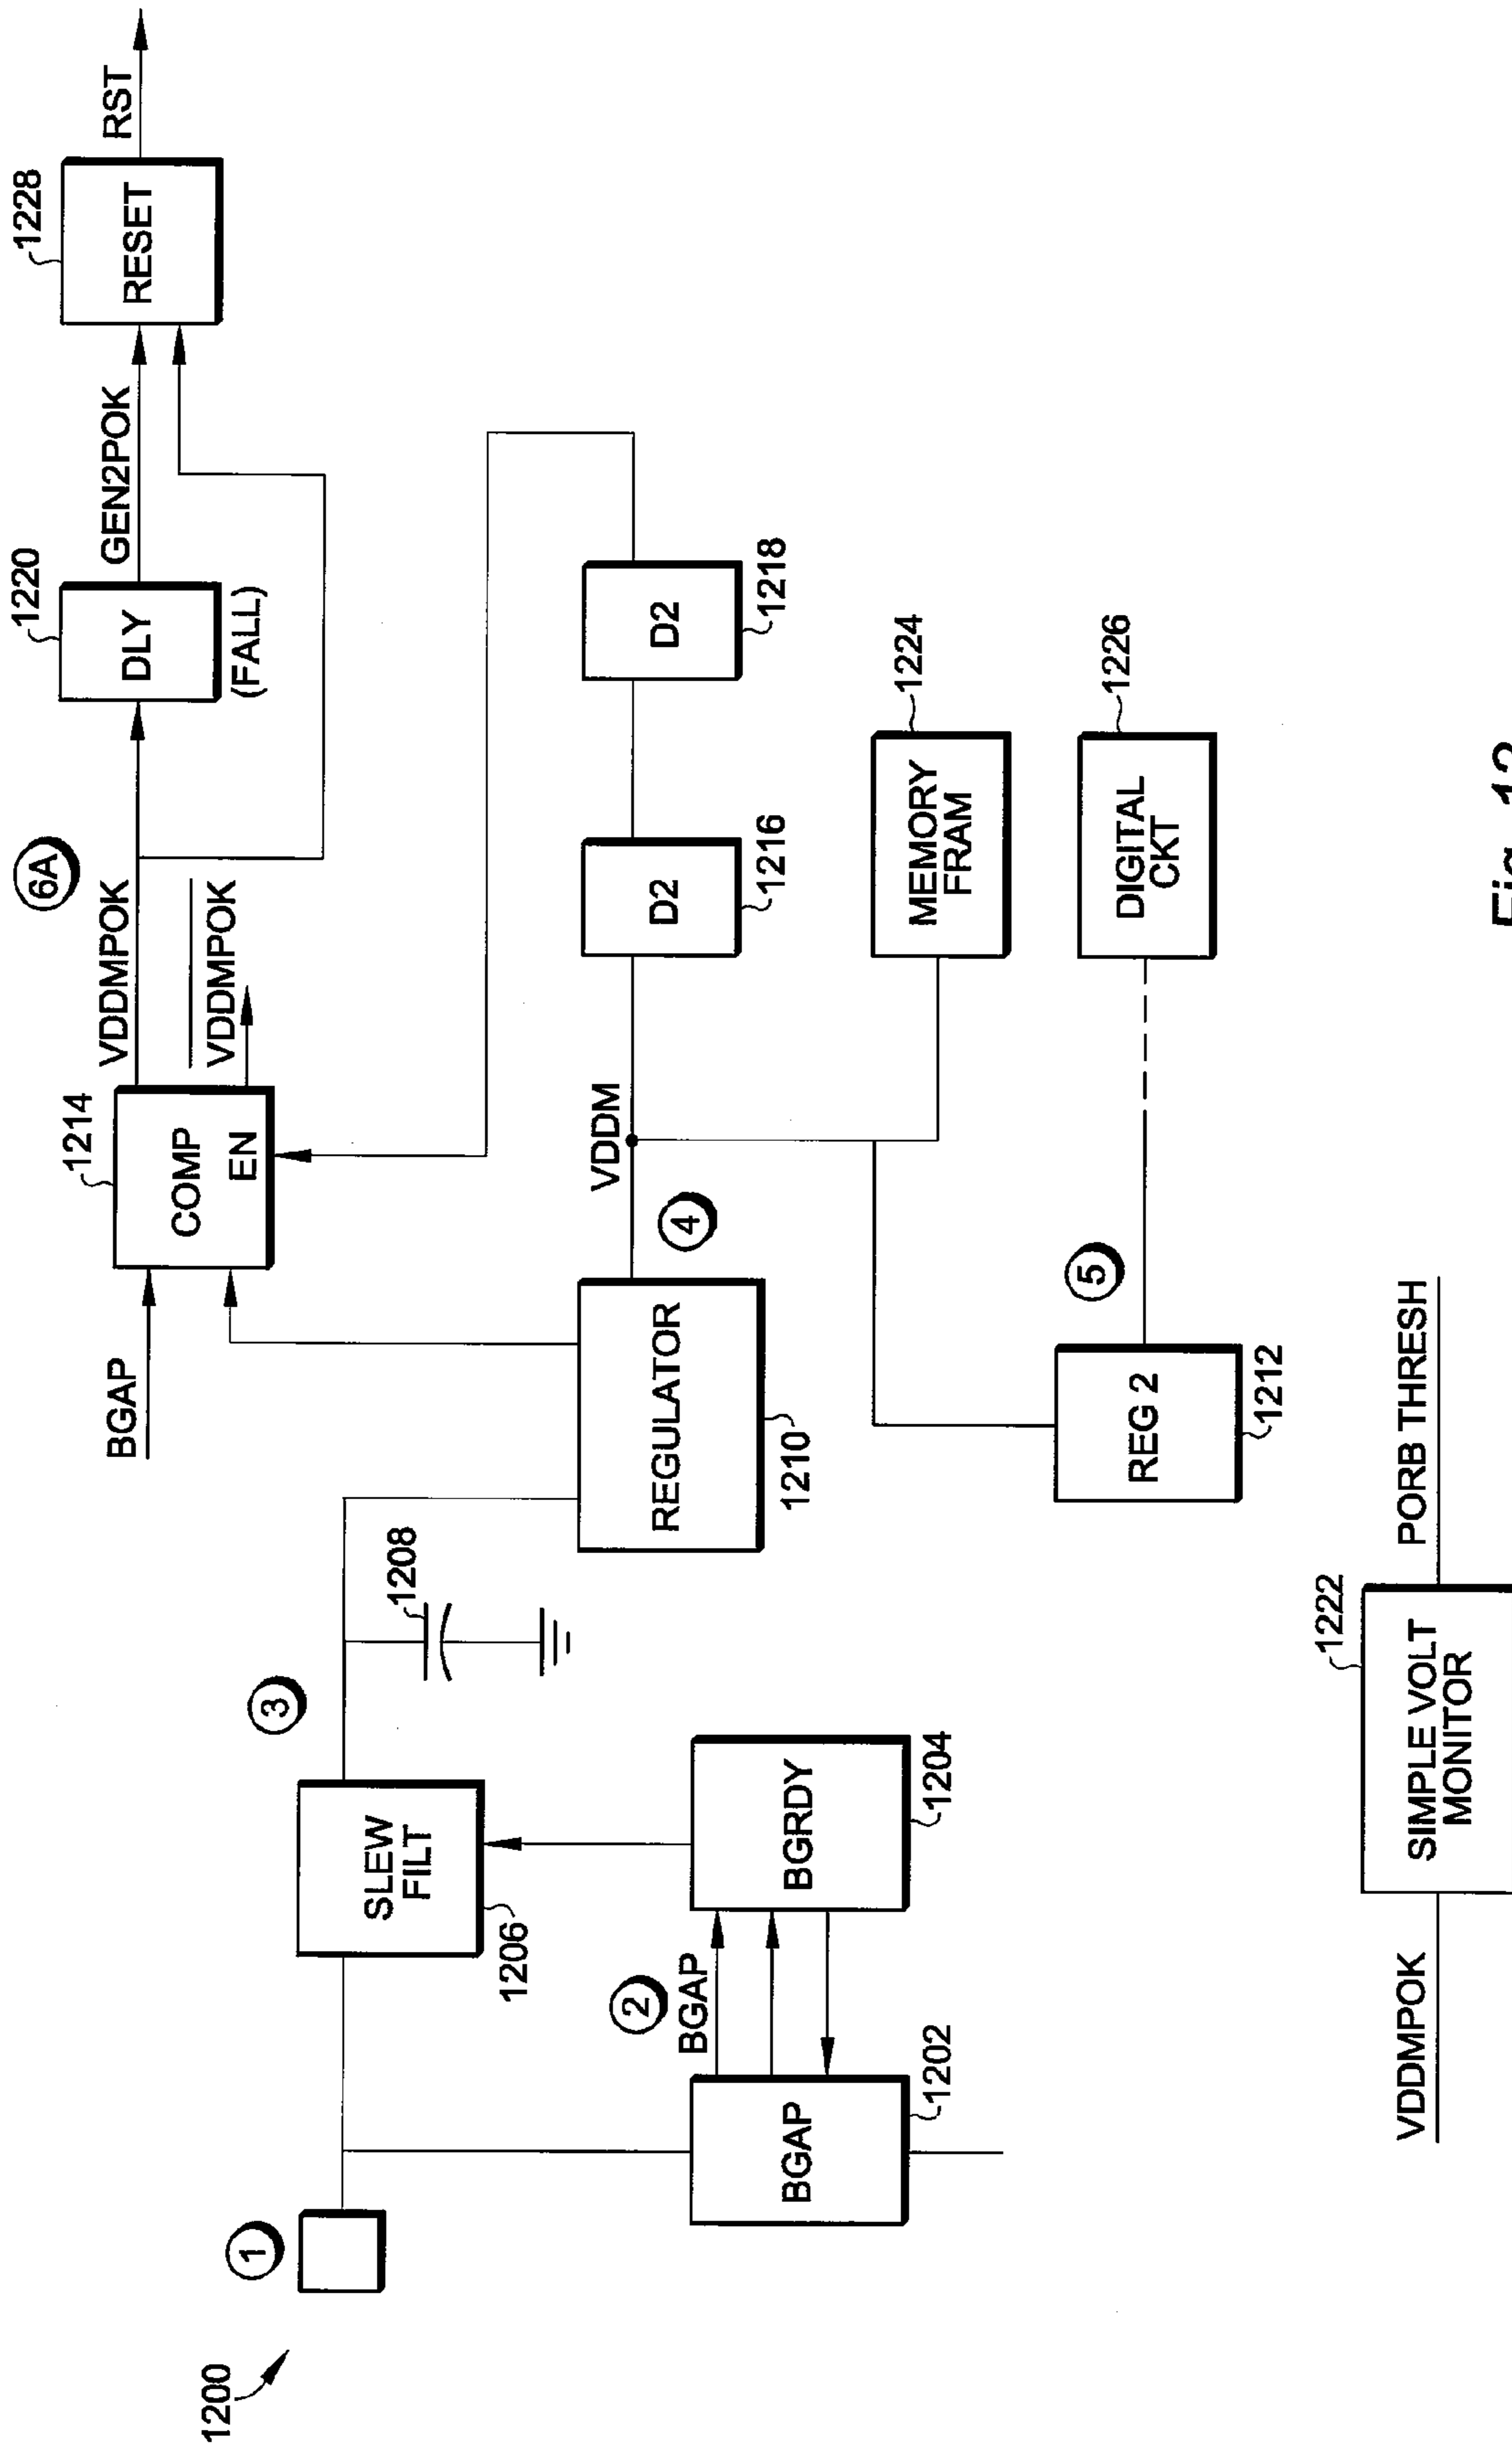 1200
1
BGAP
1202
2
BGAP
BGRDY
1204
SLEW
FILT
1206
3
1208
REGULATOR
1210
4
VDDM
BGAP
COMP
EN
1214
VDDMPOK
VDDMPOK
6A
DLY
1220
(FALL)
GEN2POK
RESET
1228
RST
D2
1216
D2
1218
MEMORY
FRAM
1224
REG 2
1212
5
DIGITAL
CKT
1226
VDDMPOK
SIMPLE VOLT
MONITOR
1222
PORB THRESH
Fig. 12